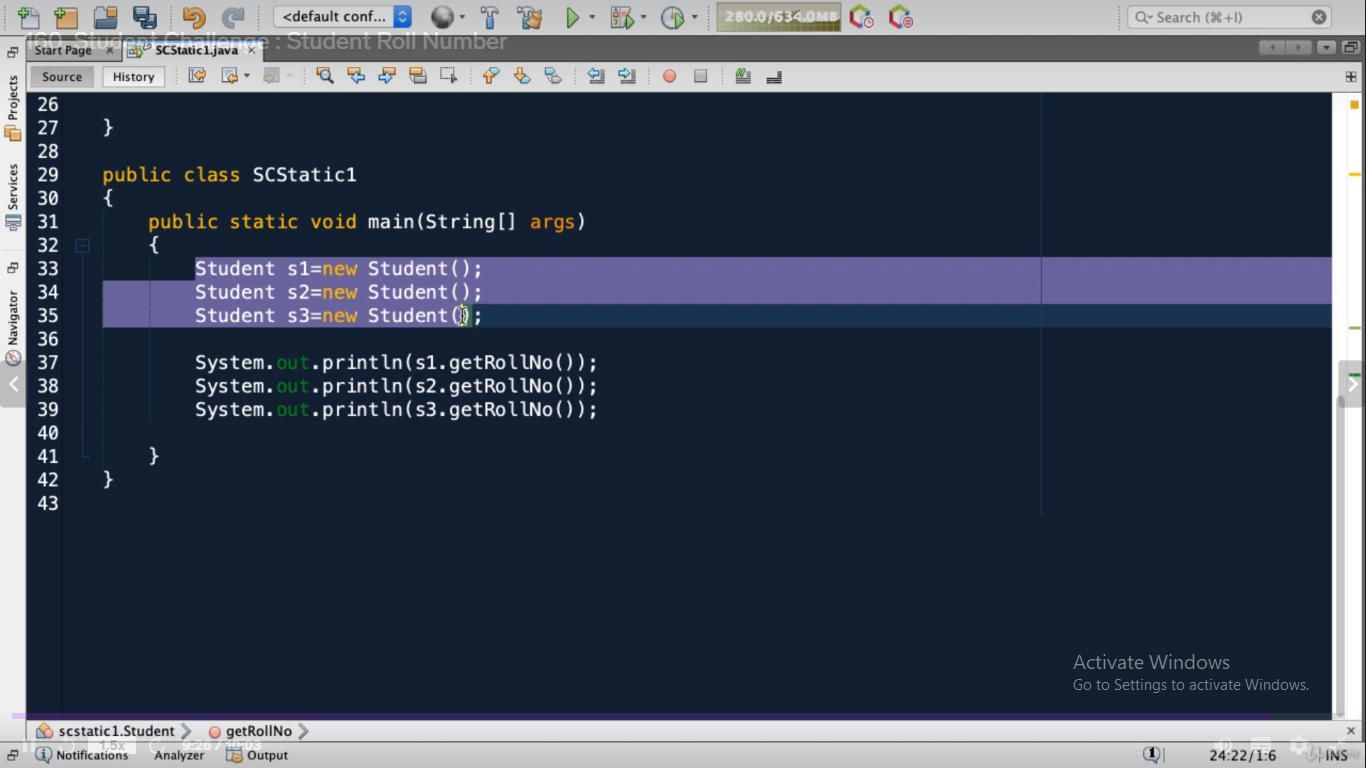 <default conf...
280.0/634.0MB
Search (⌘+I)
160. Student Challenge : Student Roll Number
Start Page
SCStatic1.java
Source
History
Projects
Services
Navigator
26
27 }
28
29 public class SCStatic1
30 {
31 public static void main(String[] args)
32 {
33 Student s1=new Student();
34 Student s2=new Student();
35 Student s3=new Student();
36
37 System.out.println(s1.getRollNo());
38 System.out.println(s2.getRollNo());
39 System.out.println(s3.getRollNo());
40
41 }
42 }
43
Activate Windows
Go to Settings to activate Windows.
scstatic1.Student
getRollNo
1.5x
9:26 / 10:03
Notifications
Analyzer
Output
1
24:22/1:6
INS